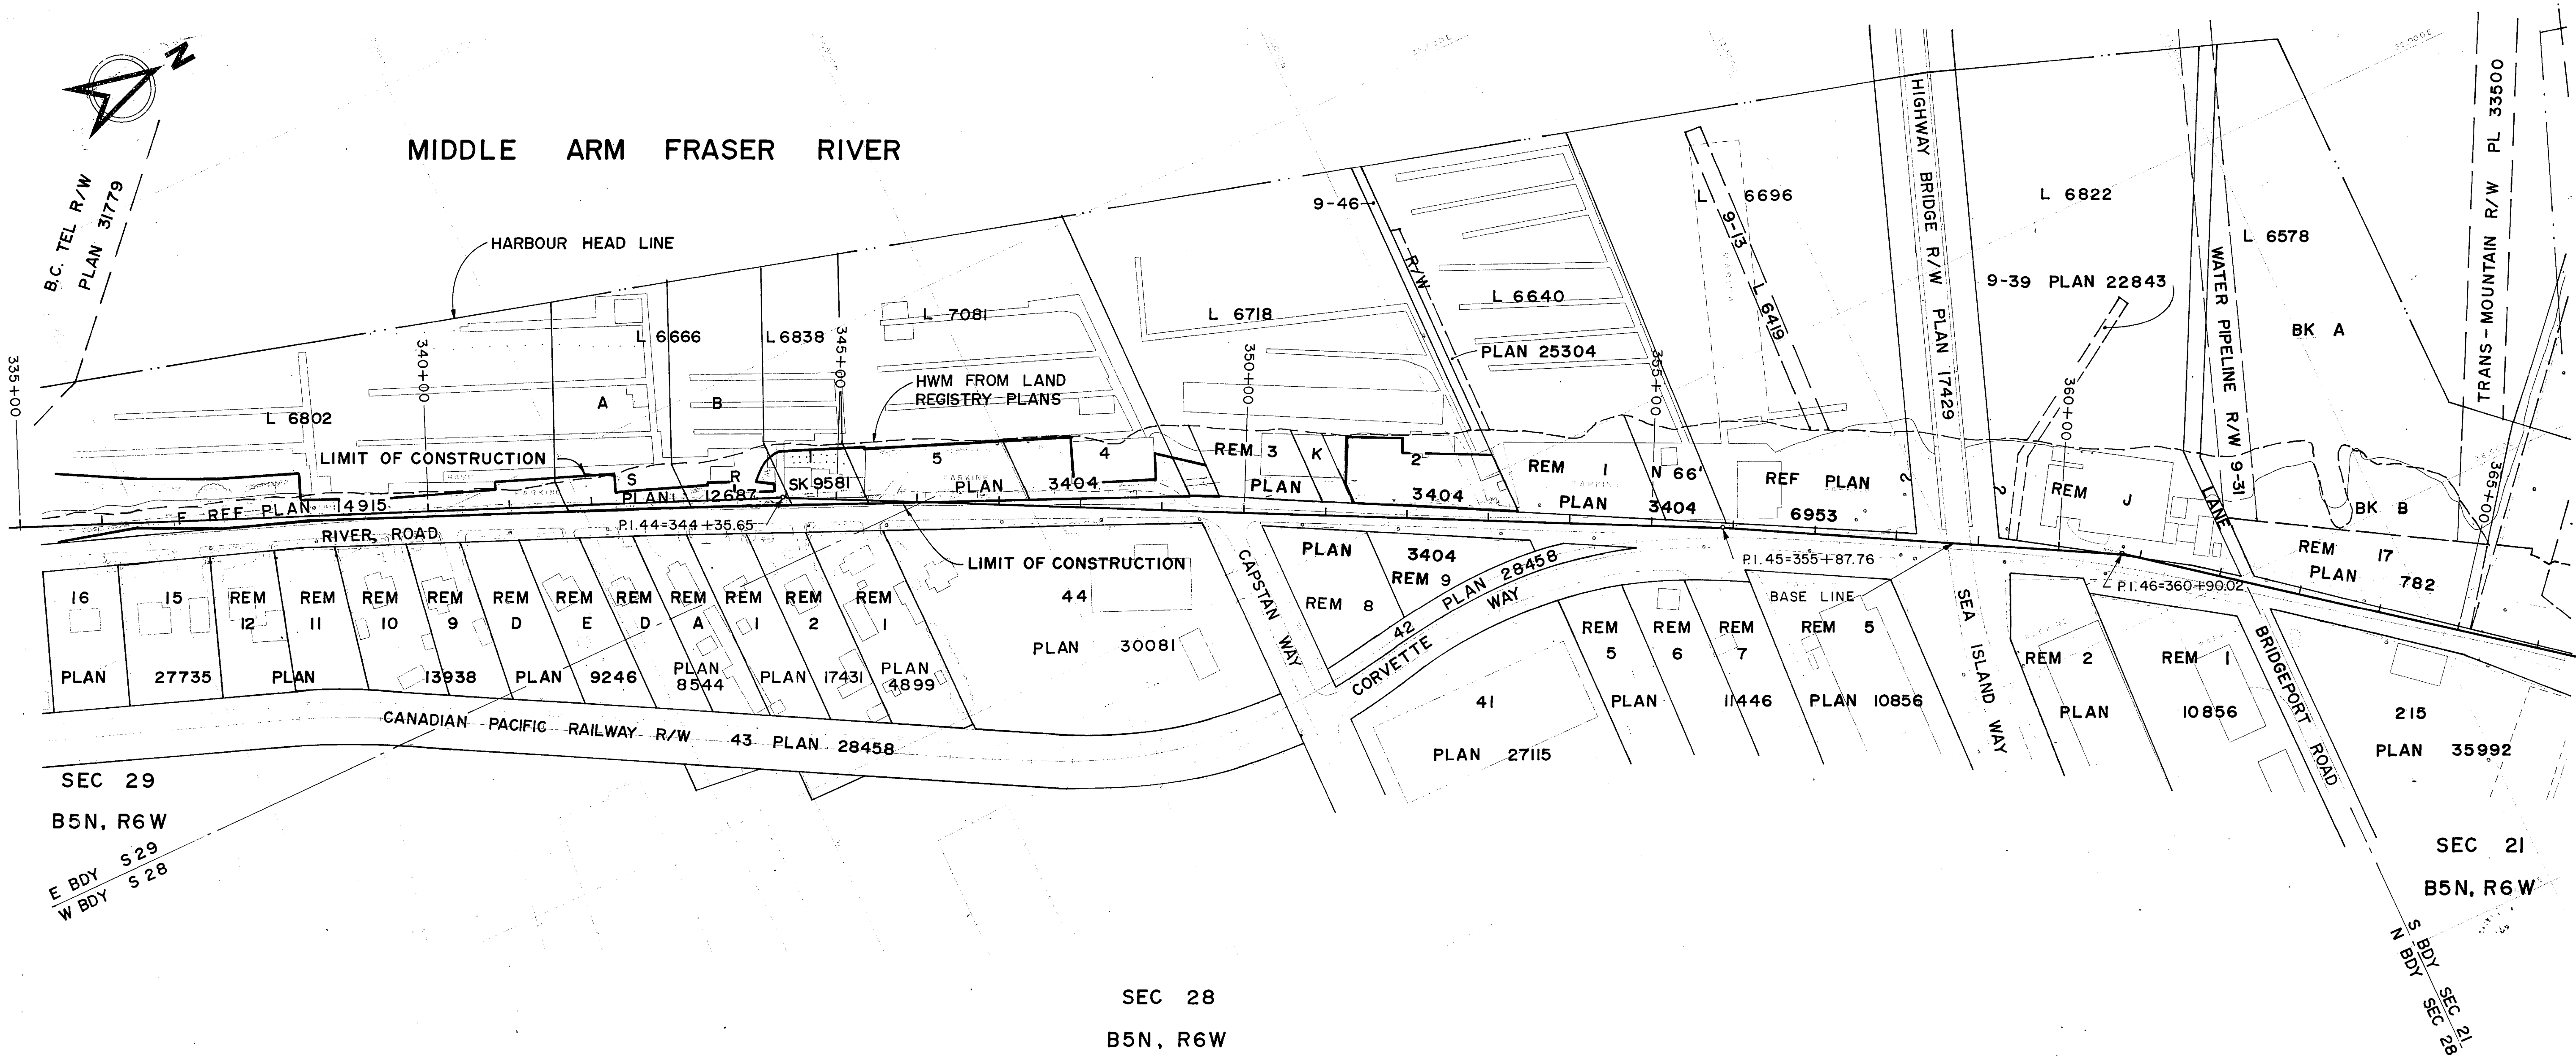 N
MIDDLE ARM FRASER RIVER
B.C. TEL R/W
PLAN 31779
HARBOUR HEAD LINE
335+00
340+00
345+00
350+00
355+00
360+00
365+00
L 6802
A
L 6666
B
L 6838
L 7081
HWM FROM LAND
REGISTRY PLANS
L 6718
9-46
R/W
PLAN 25304
L 6640
L 6696
9-13
L 6419
HIGHWAY BRIDGE R/W PLAN 17429
L 6822
9-39 PLAN 22843
WATER PIPELINE R/W 9-31
L 6578
BK A
TRANS-MOUNTAIN R/W PL 33500
LIMIT OF CONSTRUCTION
F REF PLAN 14915
S
R
PLAN 12687
SK 9581
1
5
PARKING
PLAN 3404
4
REM 3
K
PLAN
2
3404
REM 1
N 66'
PLAN 3404
REF PLAN
6953
2
2
REM J
LANE
BK B
REM 17
PLAN 782
RIVER ROAD
P.I.44=344+35.65
LIMIT OF CONSTRUCTION
P.I.45=355+87.76
P.I.46=360+90.02
BASE LINE
16
15
PLAN 27735
REM
12
REM
11
REM
10
REM
9
PLAN 13938
REM
D
REM
E
REM
D
PLAN 9246
REM
A
PLAN
8544
REM
1
REM
2
PLAN 17431
REM
1
PLAN
4899
44
PLAN 30081
CAPSTAN WAY
PLAN 3404
REM 8
REM 9
42 PLAN 28458
CORVETTE WAY
41
PLAN 27115
REM
5
REM
6
REM
7
PLAN 11446
REM 5
PLAN 10856
SEA ISLAND WAY
REM 2
REM 1
PLAN 10856
BRIDGEPORT ROAD
215
PLAN 35992
CANADIAN PACIFIC RAILWAY R/W 43 PLAN 28458
SEC 29
B5N, R6W
E BDY S 29
W BDY S 28
SEC 28
B5N, R6W
SEC 21
B5N, R6W
S BDY SEC 21
N BDY SEC 28